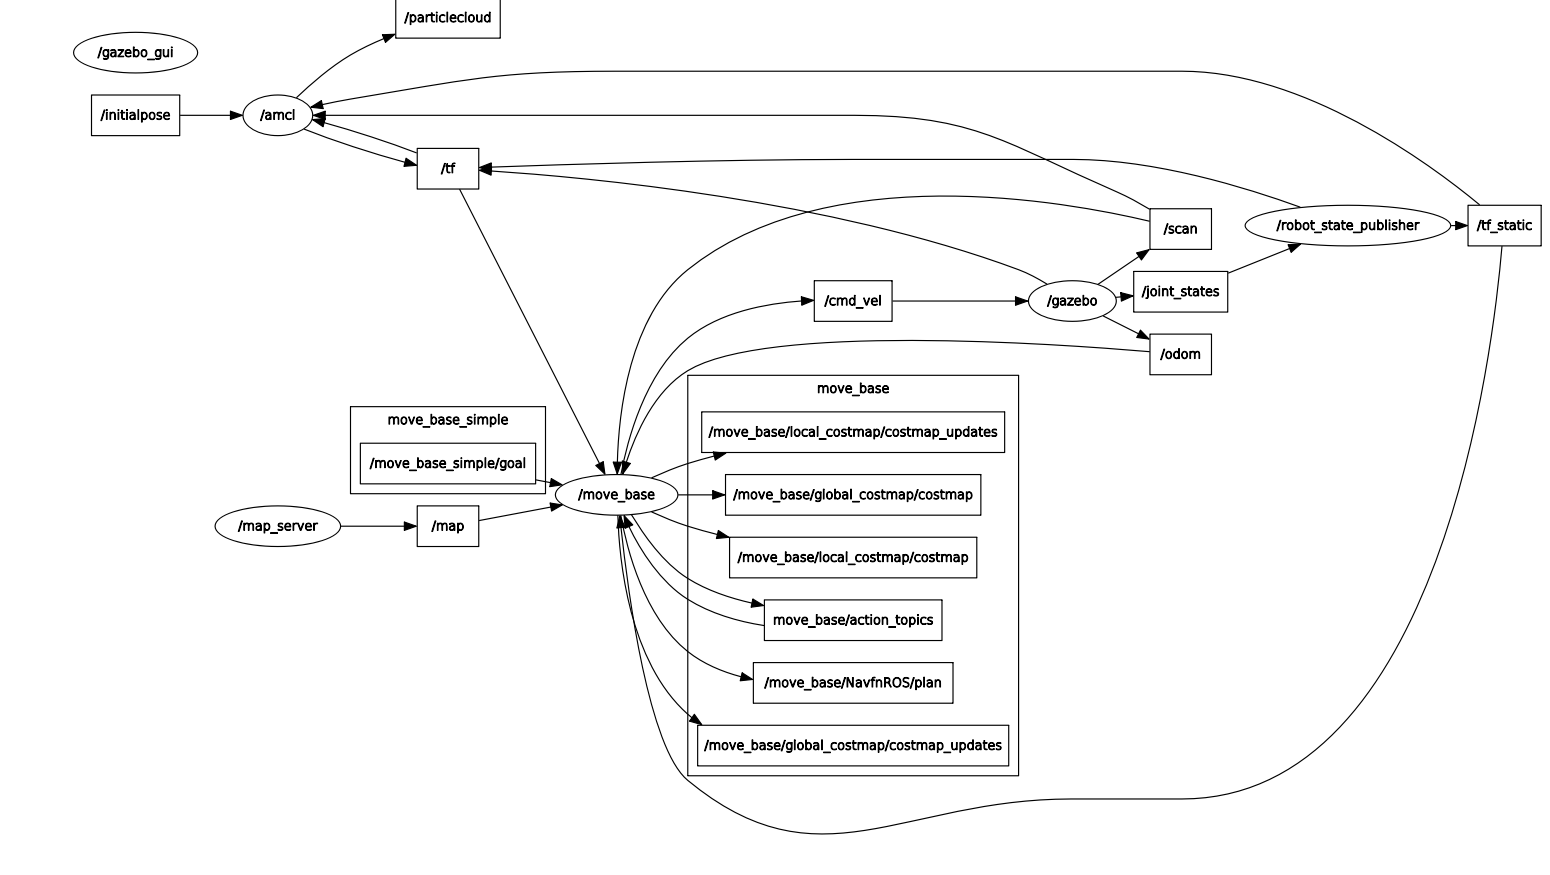 /particlecloud
/gazebo_gui
/initialpose
/amcl
/tf
/scan
/robot_state_publisher
/tf_static
/cmd_vel
/gazebo
/joint_states
/odom
move_base
move_base_simple
/move_base/local_costmap/costmap_updates
/move_base_simple/goal
/move_base
/move_base/global_costmap/costmap
/map_server
/map
/move_base/local_costmap/costmap
move_base/action_topics
/move_base/NavfnROS/plan
/move_base/global_costmap/costmap_updates